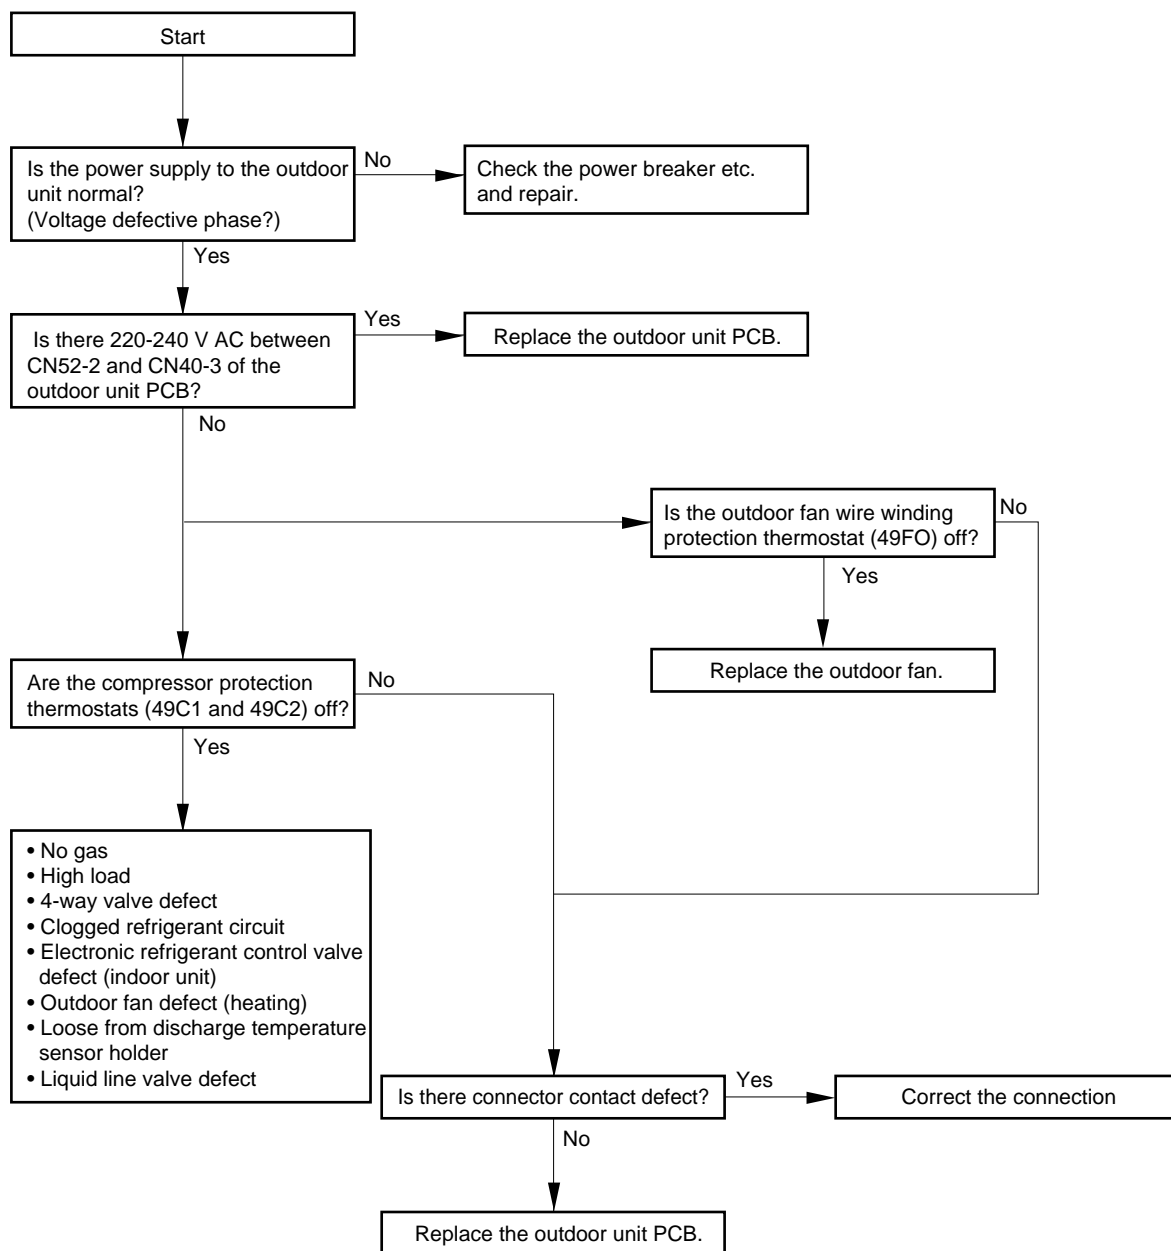 Start
Is the power supply to the outdoor
unit normal?
(Voltage defective phase?)
No
Check the power breaker etc.
and repair.
Yes
Is there 220-240 V AC between
CN52-2 and CN40-3 of the
outdoor unit PCB?
Yes
Replace the outdoor unit PCB.
No
Is the outdoor fan wire winding
protection thermostat (49FO) off?
No
Yes
Replace the outdoor fan.
Are the compressor protection
thermostats (49C1 and 49C2) off?
No
Yes
• No gas
• High load
• 4-way valve defect
• Clogged refrigerant circuit
• Electronic refrigerant control valve
defect (indoor unit)
• Outdoor fan defect (heating)
• Loose from discharge temperature
sensor holder
• Liquid line valve defect
Is there connector contact defect?
Yes
Correct the connection
No
Replace the outdoor unit PCB.